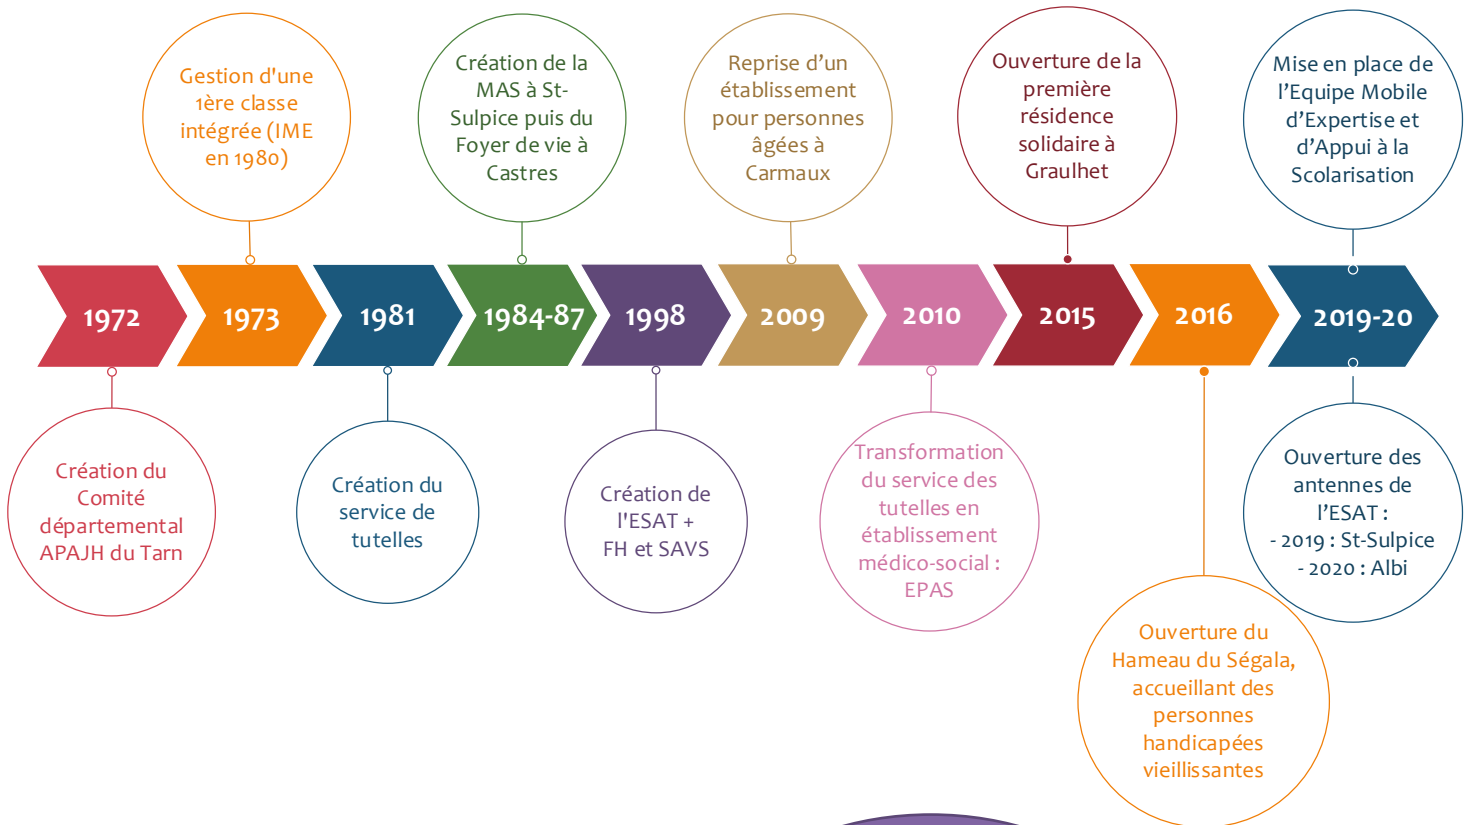 Gestion d'une
1ère classe
intégrée (IME
en 1980)
Création de la
MAS à St-
Sulpice puis du
Foyer de vie à
Castres
Reprise d’un
établissement
pour personnes
âgées à
Carmaux
Ouverture de la
première
résidence
solidaire à
Graulhet
Mise en place de
l’Equipe Mobile
d’Expertise et
d’Appui à la
Scolarisation
1972
1973
1981
1984-87
1998
2009
2010
2015
2016
2019-20
Création du
Comité
départemental
APAJH du Tarn
Création du
service de
tutelles
Création de
l'ESAT +
FH et SAVS
Transformation
du service des
tutelles en
établissement
médico-social :
EPAS
Ouverture du
Hameau du Ségala,
accueillant des
personnes
handicapées
vieillissantes
Ouverture des
antennes de
l’ESAT :
- 2019 : St-Sulpice
- 2020 : Albi